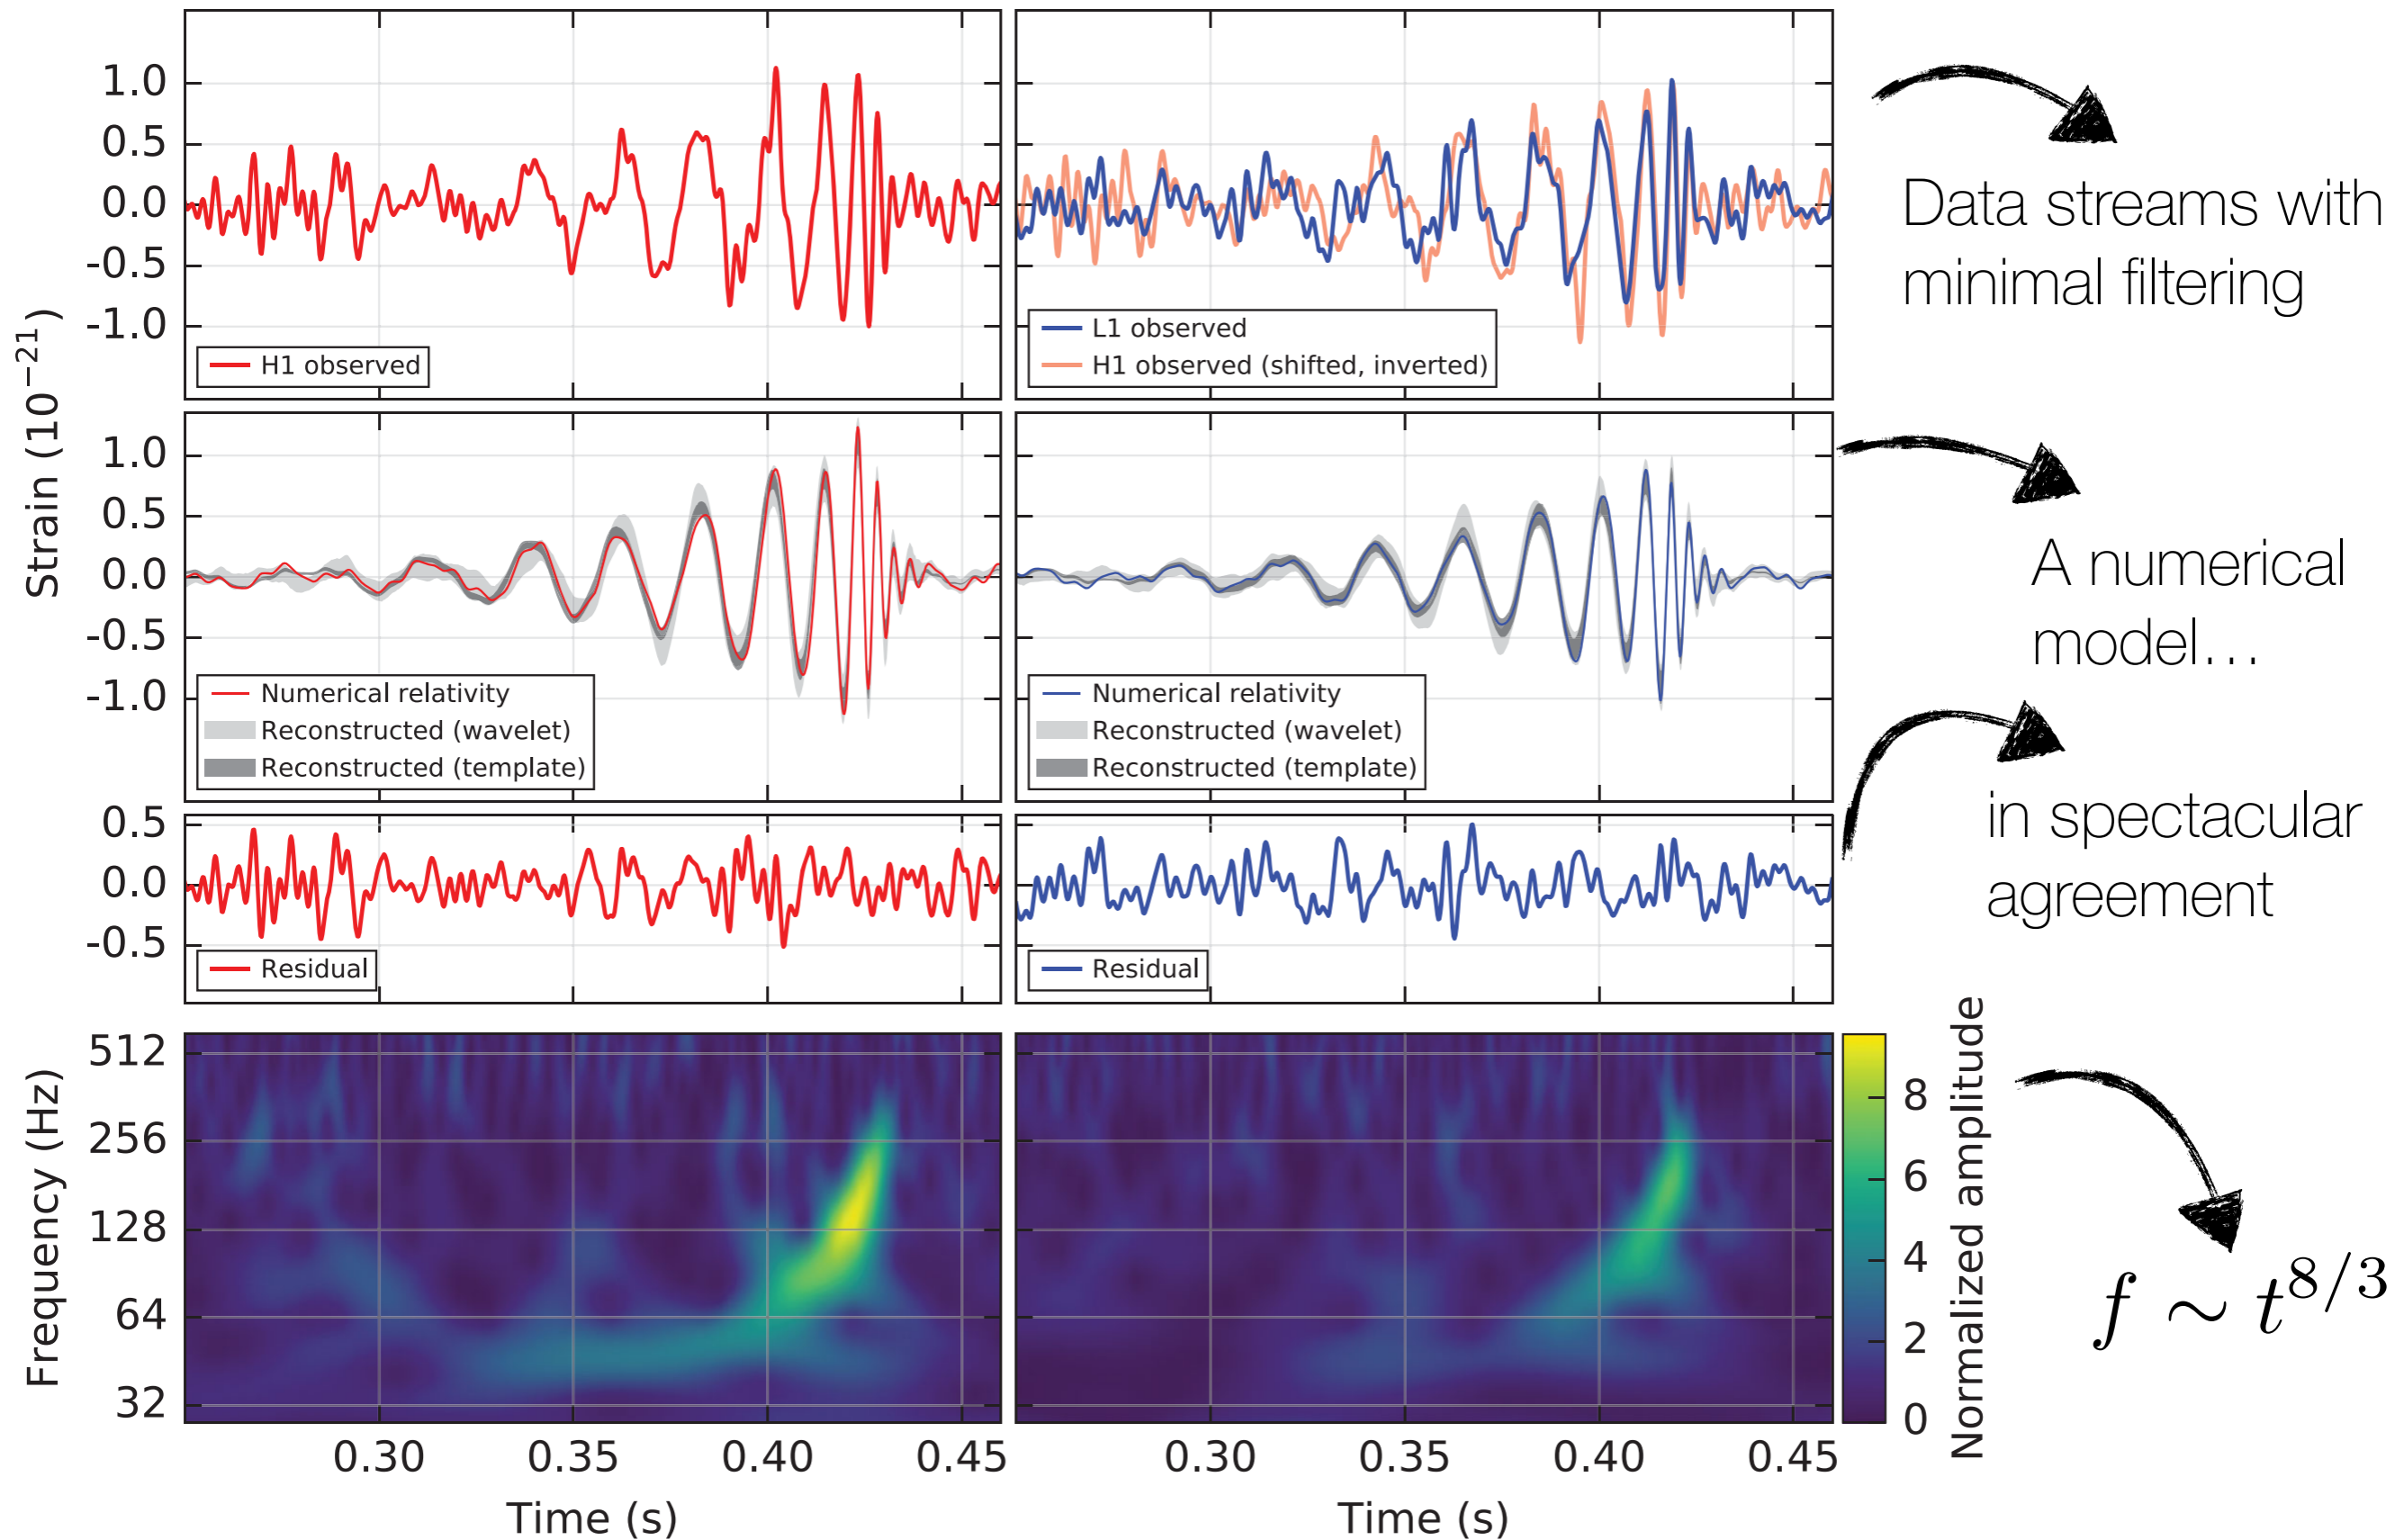 1.0
0.5
0.0
-0.5
-1.0
H1 observed
L1 observed
H1 observed (shifted, inverted)
Data streams with
minimal filtering
Strain (10⁻²¹)
1.0
0.5
0.0
-0.5
-1.0
Numerical relativity
Reconstructed (wavelet)
Reconstructed (template)
Numerical relativity
Reconstructed (wavelet)
Reconstructed (template)
A numerical
model...
0.5
0.0
-0.5
Residual
Residual
in spectacular
agreement
Frequency (Hz)
512
256
128
64
32
0.30 0.35 0.40 0.45
Time (s)
0.30 0.35 0.40 0.45
Time (s)
8
6
4
2
0
Normalized amplitude
f ∼ t^{8/3}